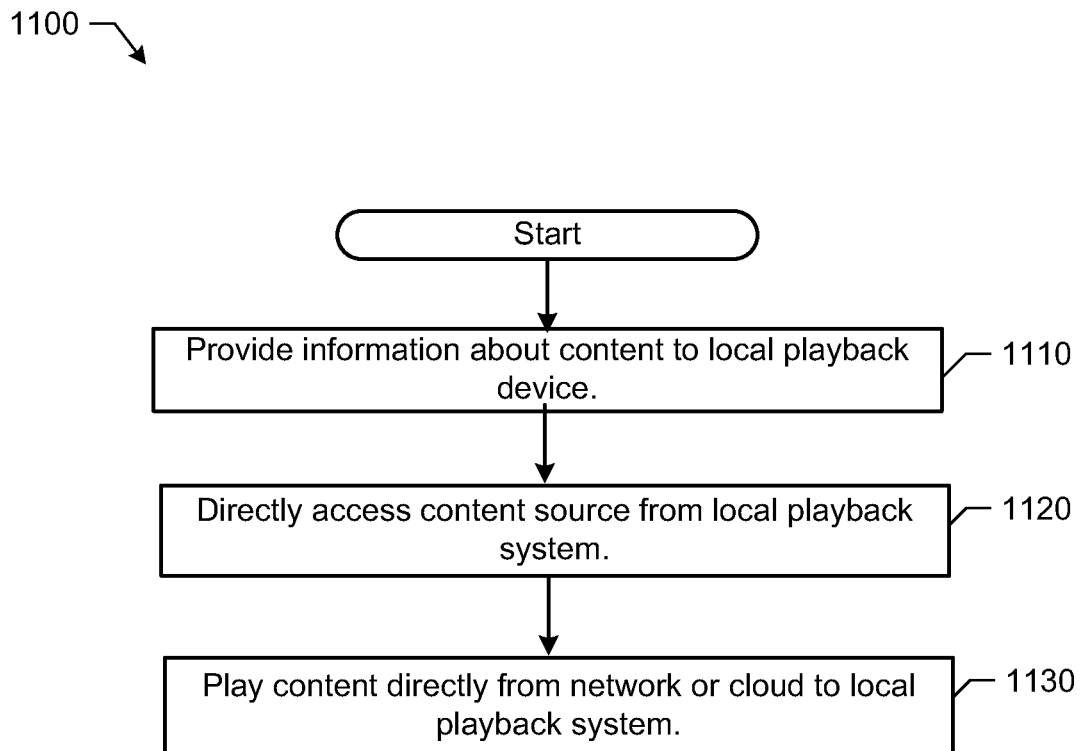 1100
Start
Provide information about content to local playback
device.
1110
Directly access content source from local playback
system.
1120
Play content directly from network or cloud to local
playback system.
1130